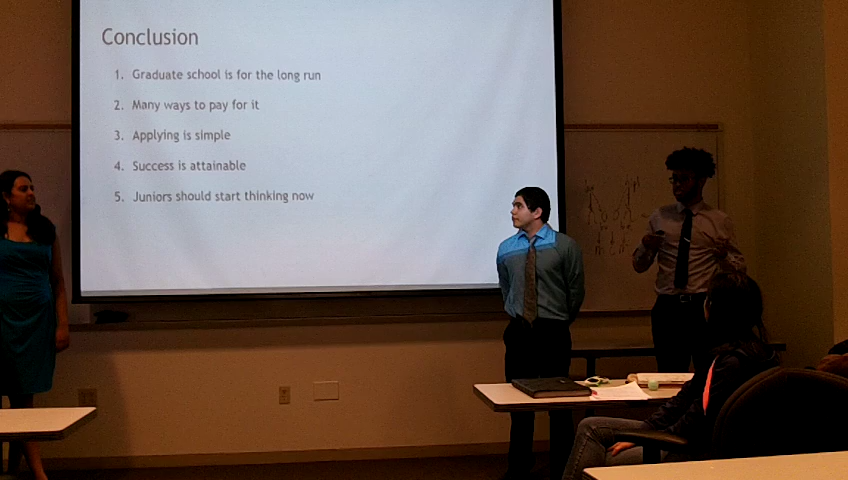 Conclusion
1. Graduate school is for the long run
2. Many ways to pay for it
3. Applying is simple
4. Success is attainable
5. Juniors should start thinking now